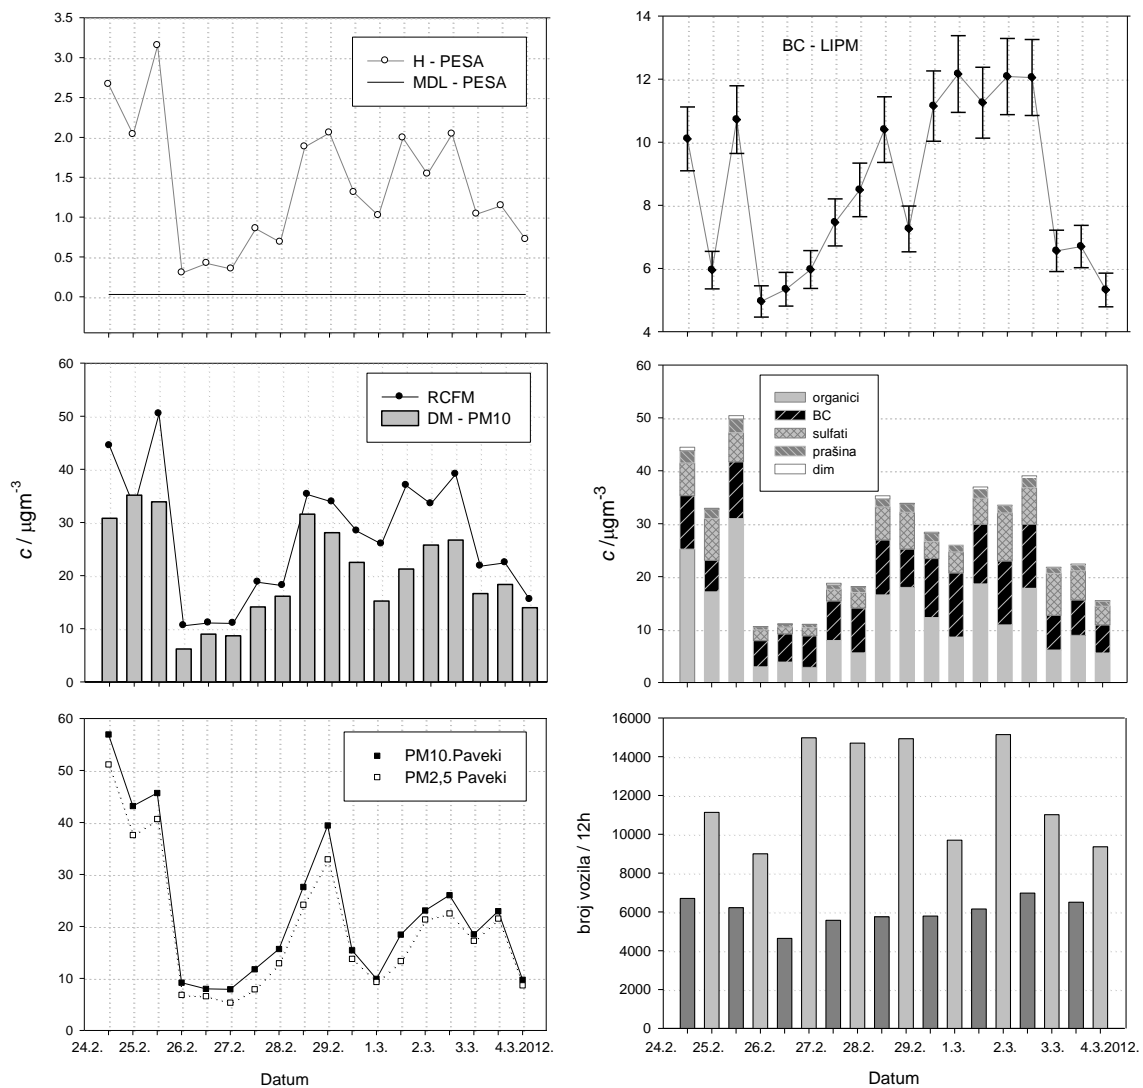 3.5
3.0
2.5
2.0
1.5
1.0
0.5
0.0
H - PESA
MDL - PESA
14
12
10
8
6
4
BC - LIPM
60
50
40
30
20
10
0
c / µgm-3
RCFM
DM - PM10
60
50
40
30
20
10
0
c /µgm-3
organici
BC
sulfati
prašina
dim
60
50
40
30
20
10
0
PM10.Paveki
PM2,5 Paveki
24.2. 25.2. 26.2. 27.2. 28.2. 29.2. 1.3. 2.3. 3.3. 4.3.2012.
Datum
16000
14000
12000
10000
8000
6000
4000
2000
0
broj vozila / 12h
24.2. 25.2. 26.2. 27.2. 28.2. 29.2. 1.3. 2.3. 3.3. 4.3.2012.
Datum